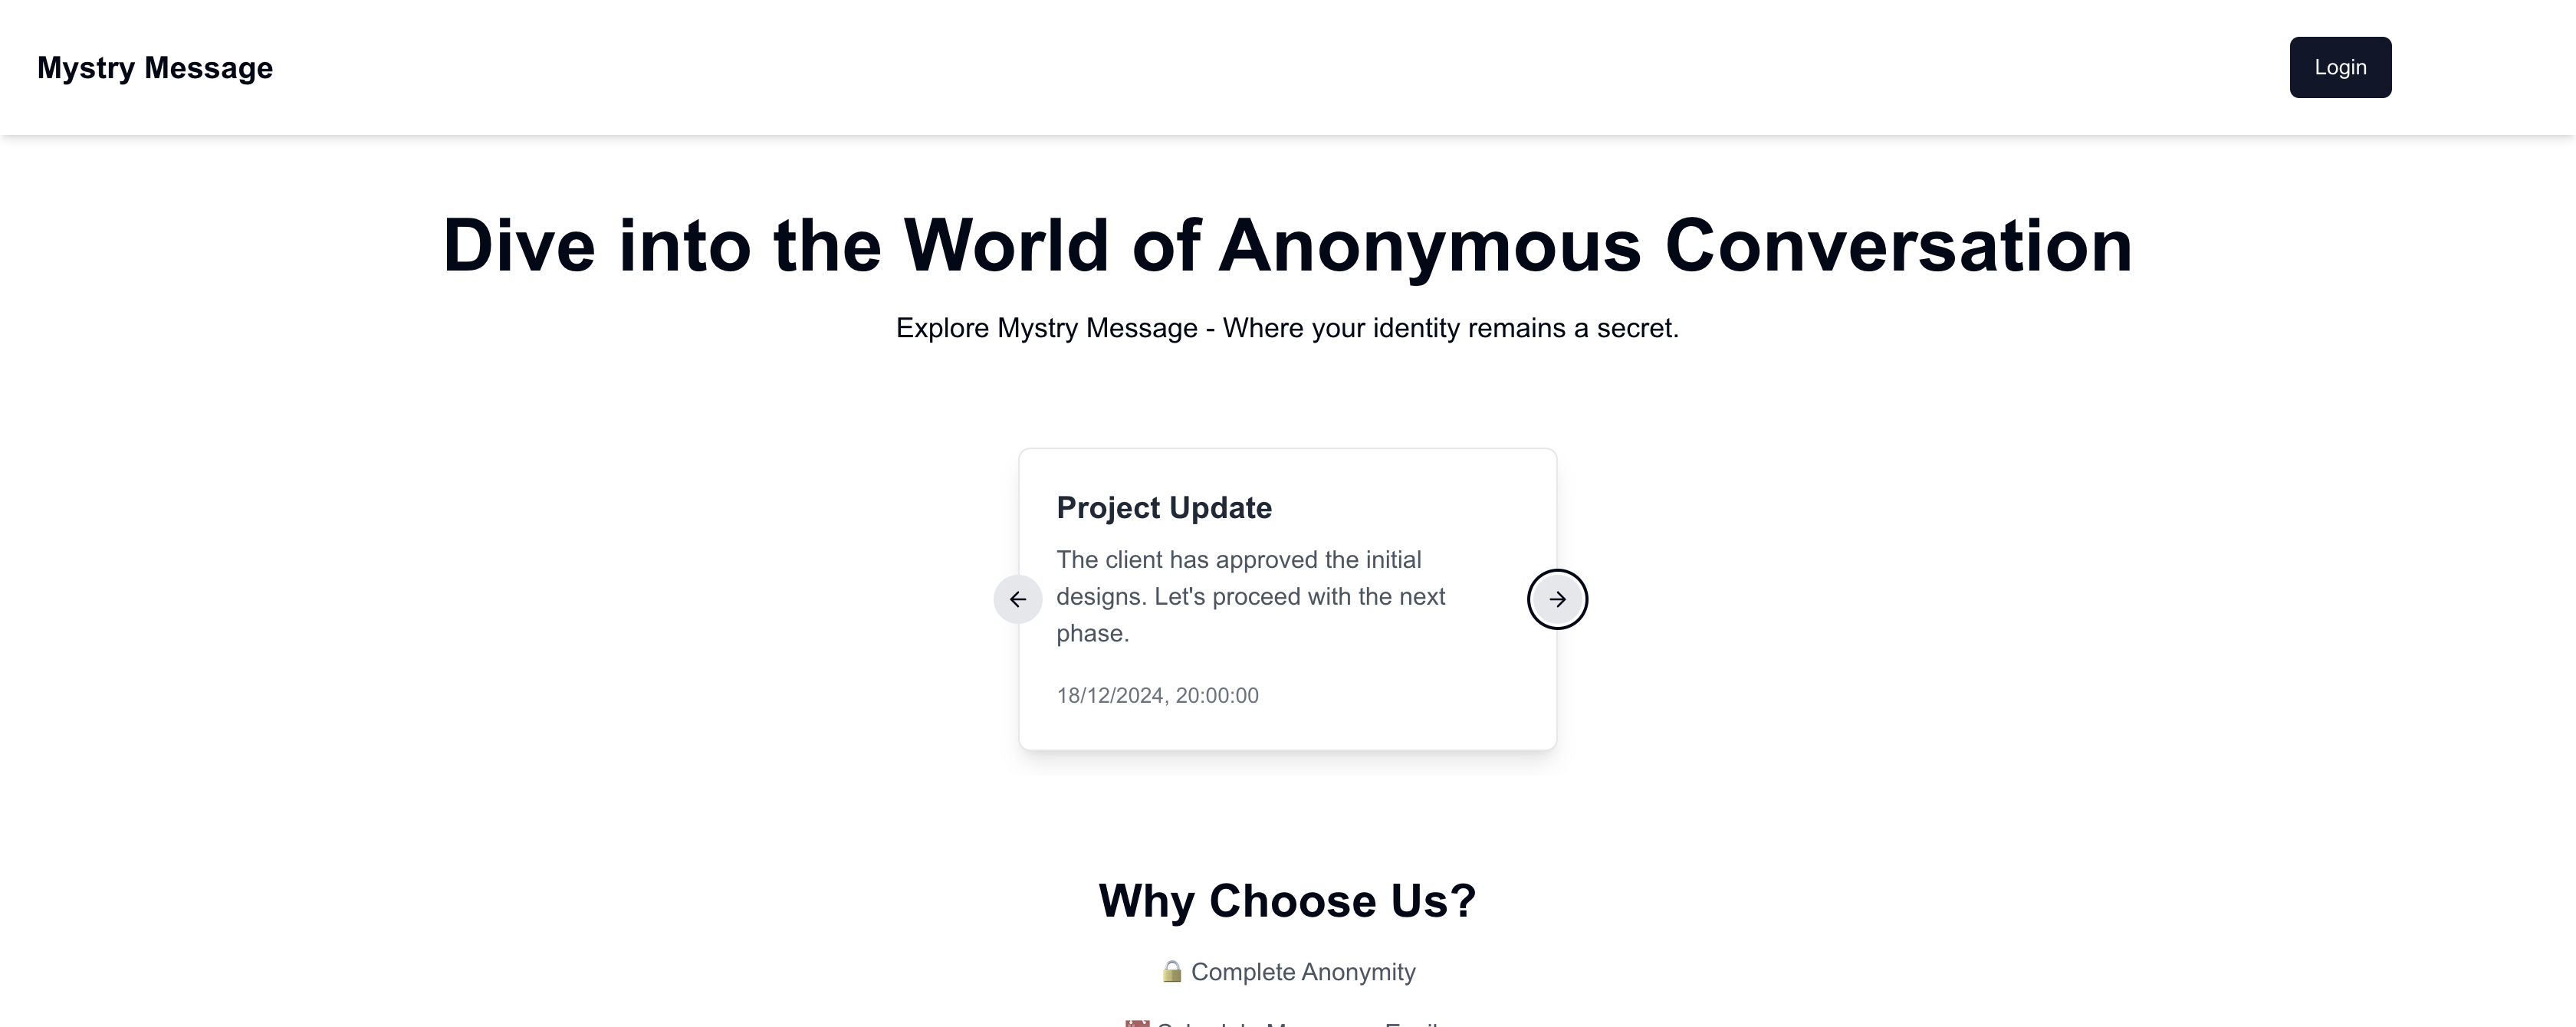 Mystry Message
Login
Dive into the World of Anonymous Conversation
Explore Mystry Message - Where your identity remains a secret.
Project Update
The client has approved the initial
designs. Let's proceed with the next
phase.
18/12/2024, 20:00:00
Why Choose Us?
🔒 Complete Anonymity